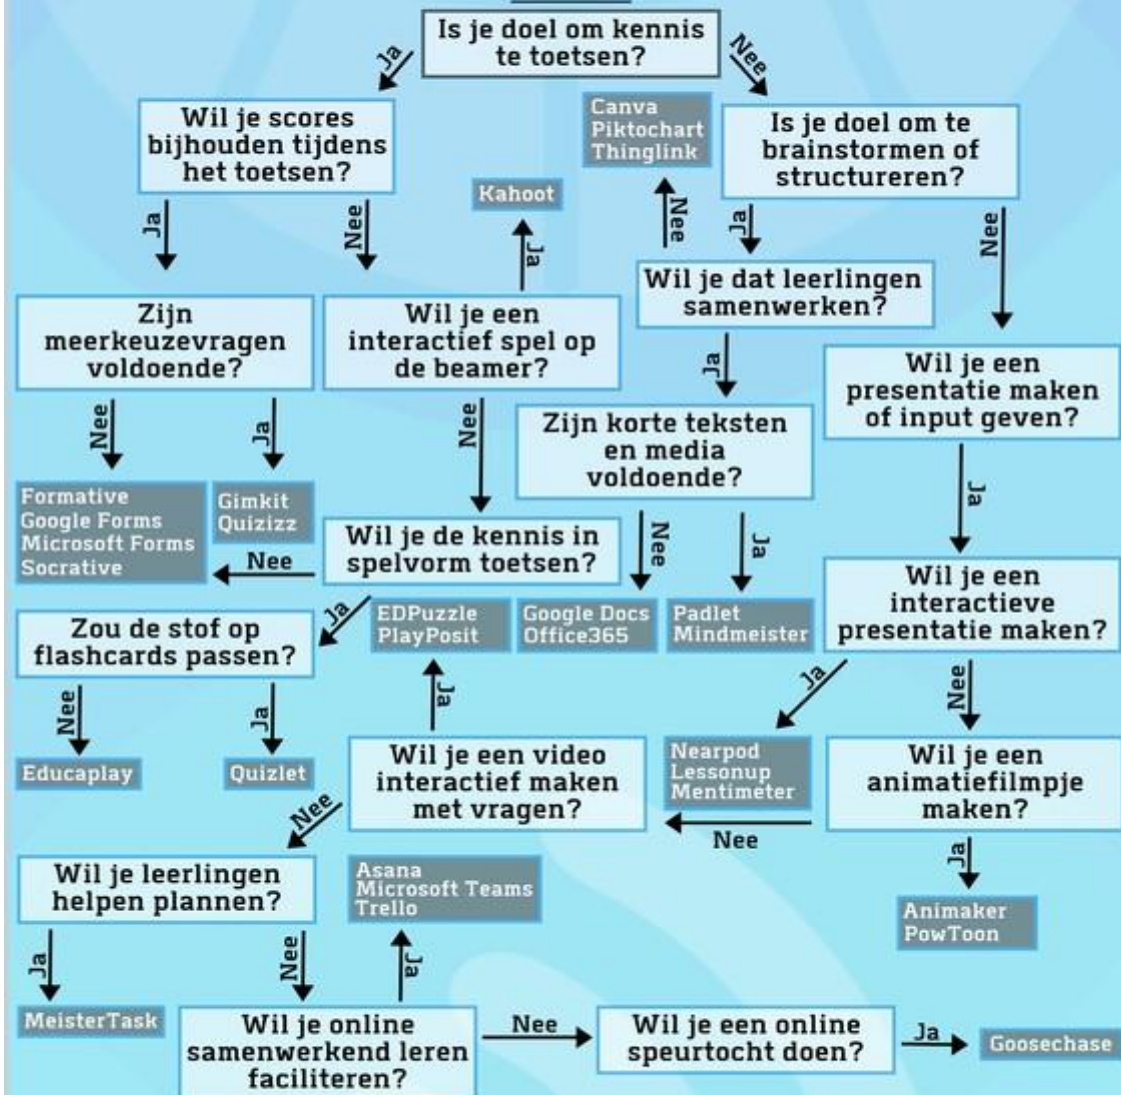 Is je doel om kennis
te toetsen?
Ja
Nee
Wil je scores
bijhouden tijdens
het toetsen?
Canva
Piktochart
Thinglink
Is je doel om te
brainstormen of
structureren?
Kahoot
Ja
Nee
Ja
Nee
Ja
Nee
Wil je dat leerlingen
samenwerken?
Zijn
meerkeuzevragen
voldoende?
Wil je een
interactief spel op
de beamer?
Ja
Wil je een
presentatie maken
of input geven?
Nee
Ja
Nee
Zijn korte teksten
en media
voldoende?
Ja
Formative
Google Forms
Microsoft Forms
Socrative
Gimkit
Quizizz
Wil je de kennis in
spelvorm toetsen?
Nee
Nee
Ja
Wil je een
interactieve
presentatie maken?
Ja
EDPuzzle
PlayPosit
Google Docs
Office365
Padlet
Mindmeister
Zou de stof op
flashcards passen?
Nee
Ja
Ja
Ja
Nee
Educaplay
Quizlet
Wil je een video
interactief maken
met vragen?
Nearpod
Lessonup
Mentimeter
Wil je een
animatiefilmpje
maken?
Nee
Nee
Ja
Wil je leerlingen
helpen plannen?
Asana
Microsoft Teams
Trello
Animaker
PowToon
Ja
Nee
Ja
MeisterTask
Wil je online
samenwerkend leren
faciliteren?
Nee
Wil je een online
speurtocht doen?
Ja
Goosechase